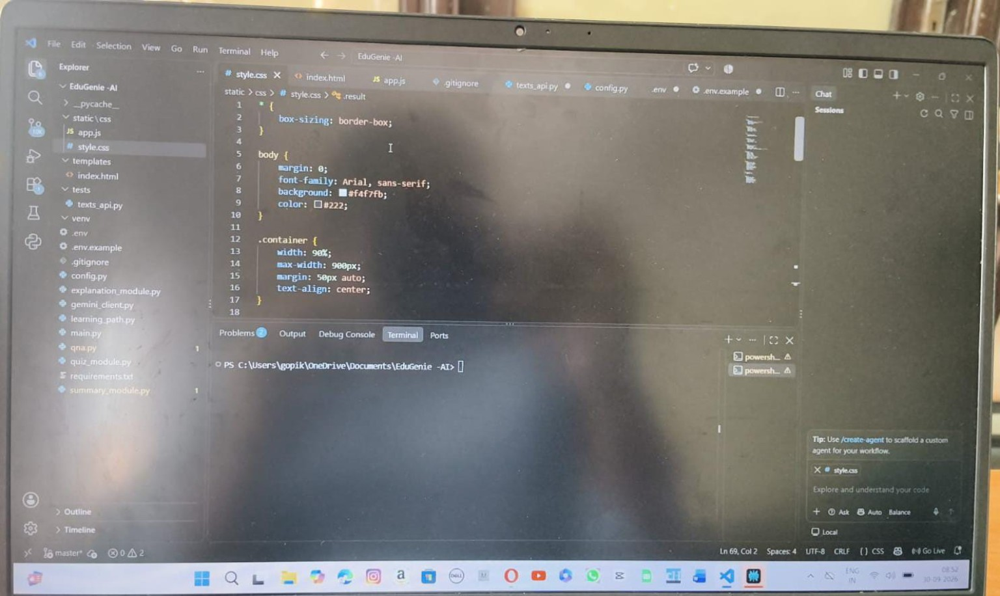 File Edit Selection View Go Run Terminal Help
EduGenie -AI
Explorer
EduGenie -AI
__pycache__
static\css
JS app.js
# style.css
templates
<> index.html
tests
texts_api.py
venv
.env
.env.example
.gitignore
config.py
explanation_module.py
gemini_client.py
learning_path.py
main.py
qna.py 1
quiz_module.py
requirements.txt
summary_module.py 1
Outline
Timeline
# style.css
<> index.html
JS app.js
.gitignore
texts_api.py
config.py
.env
.env.example
static > css > # style.css > .result
1 * {
2 box-sizing: border-box;
3 }
4
5 body {
6 margin: 0;
7 font-family: Arial, sans-serif;
8 background: #f4f7fb;
9 color: #222;
10 }
11
12 .container {
13 width: 90%;
14 max-width: 900px;
15 margin: 50px auto;
16 text-align: center;
17 }
18
Problems 2 Output Debug Console Terminal Ports
PS C:\Users\gopik\OneDrive\Documents\EduGenie -AI>
powersh...
powersh...
Chat
Sessions
Tip: Use /create-agent to scaffold a custom
agent for your workflow.
# style.css
Explore and understand your code
Ask Auto Balance
Local
master* 0 2
Ln 69, Col 2 Spaces: 4 UTF-8 CRLF {} CSS Go Live
a
DELL
ENG
IN
08:52
30-09-2026